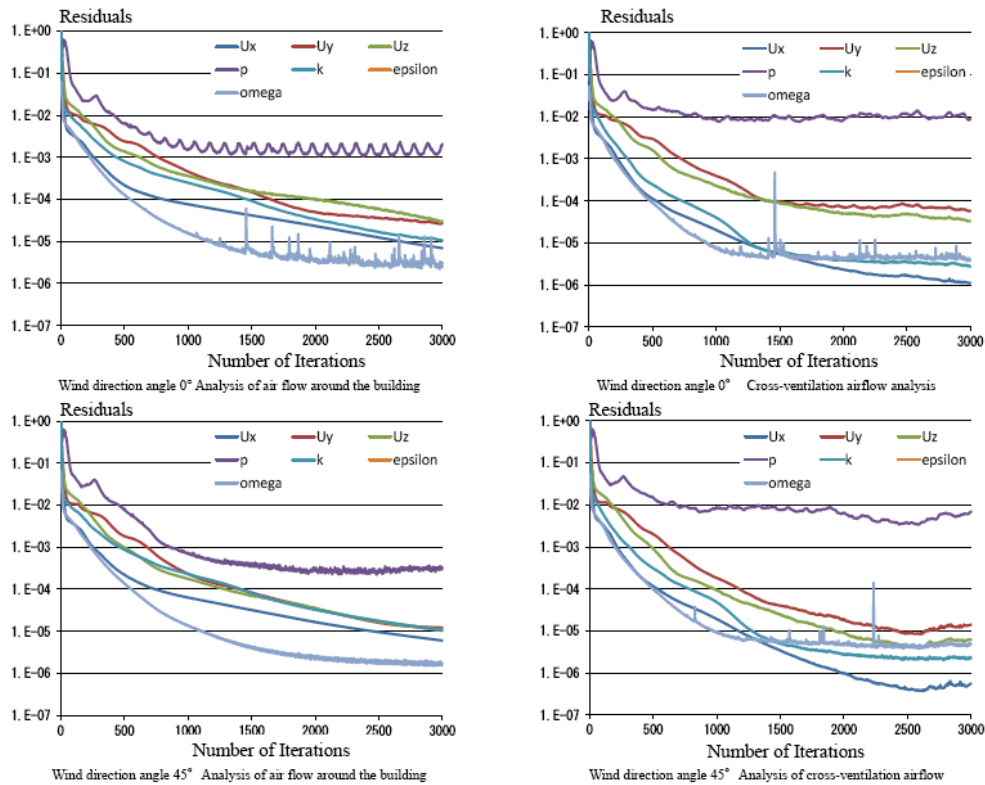 Residuals
1.E+00
1.E-01
1.E-02
1.E-03
1.E-04
1.E-05
1.E-06
1.E-07
Ux Uy Uz
p k epsilon
omega
0 500 1000 1500 2000 2500 3000
Number of Iterations
Wind direction angle 0° Analysis of air flow around the building
Residuals
1.E+00
1.E-01
1.E-02
1.E-03
1.E-04
1.E-05
1.E-06
1.E-07
Ux Uy Uz
p k epsilon
omega
0 500 1000 1500 2000 2500 3000
Number of Iterations
Wind direction angle 0° Cross-ventilation airflow analysis
Residuals
1.E+00
1.E-01
1.E-02
1.E-03
1.E-04
1.E-05
1.E-06
1.E-07
Ux Uy Uz
p k epsilon
omega
0 500 1000 1500 2000 2500 3000
Number of Iterations
Wind direction angle 45° Analysis of air flow around the building
Residuals
1.E+00
1.E-01
1.E-02
1.E-03
1.E-04
1.E-05
1.E-06
1.E-07
Ux Uy Uz
p k epsilon
omega
0 500 1000 1500 2000 2500 3000
Number of Iterations
Wind direction angle 45° Analysis of cross-ventilation airflow